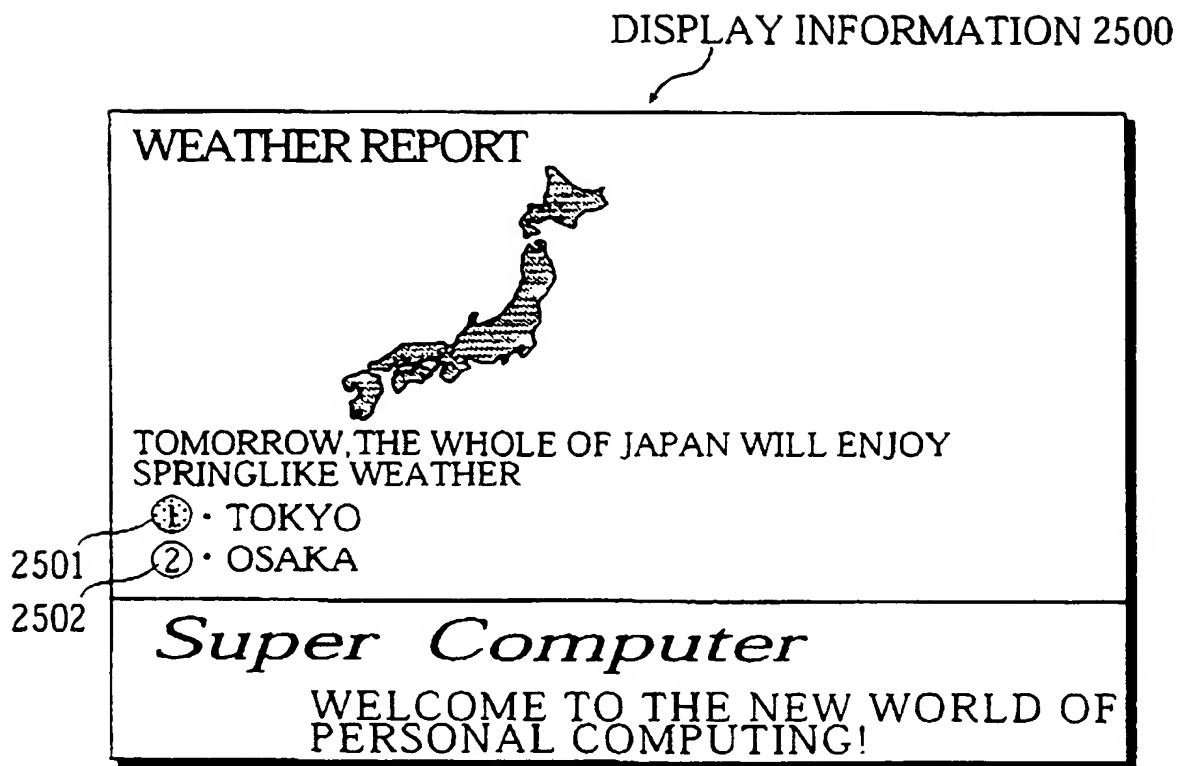 DISPLAY INFORMATION 2500
WEATHER REPORT
TOMORROW, THE WHOLE OF JAPAN WILL ENJOY
SPRINGLIKE WEATHER
1 · TOKYO
2501
2 · OSAKA
2502
Super Computer
WELCOME TO THE NEW WORLD OF
PERSONAL COMPUTING!